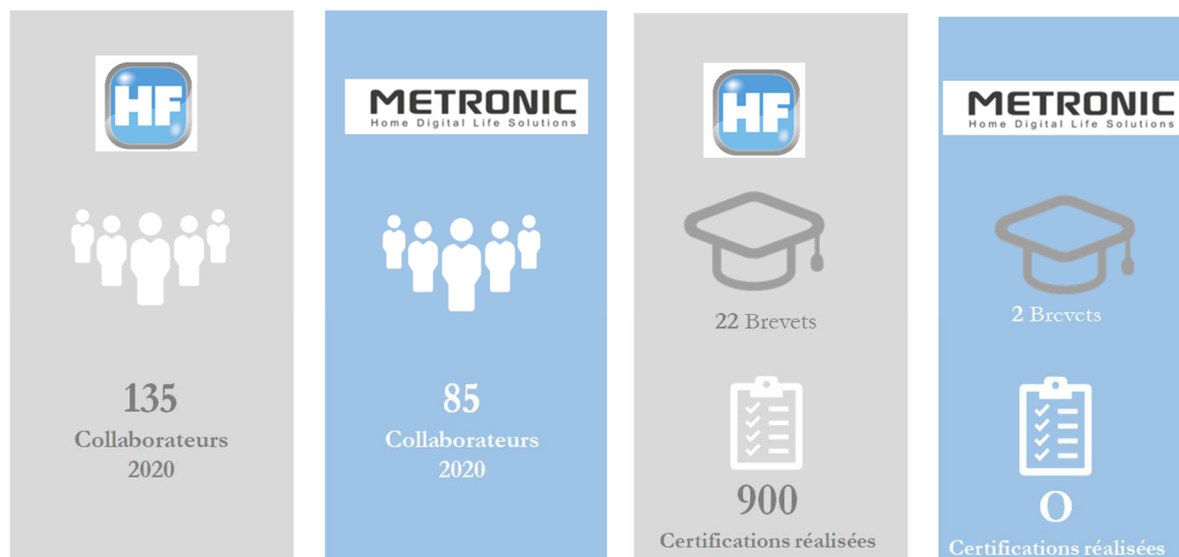 HF
135
Collaborateurs
2020
METRONIC
Home Digital Life Solutions
85
Collaborateurs
2020
HF
22 Brevets
900
Certifications réalisées
METRONIC
Home Digital Life Solutions
2 Brevets
O
Certifications réalisées